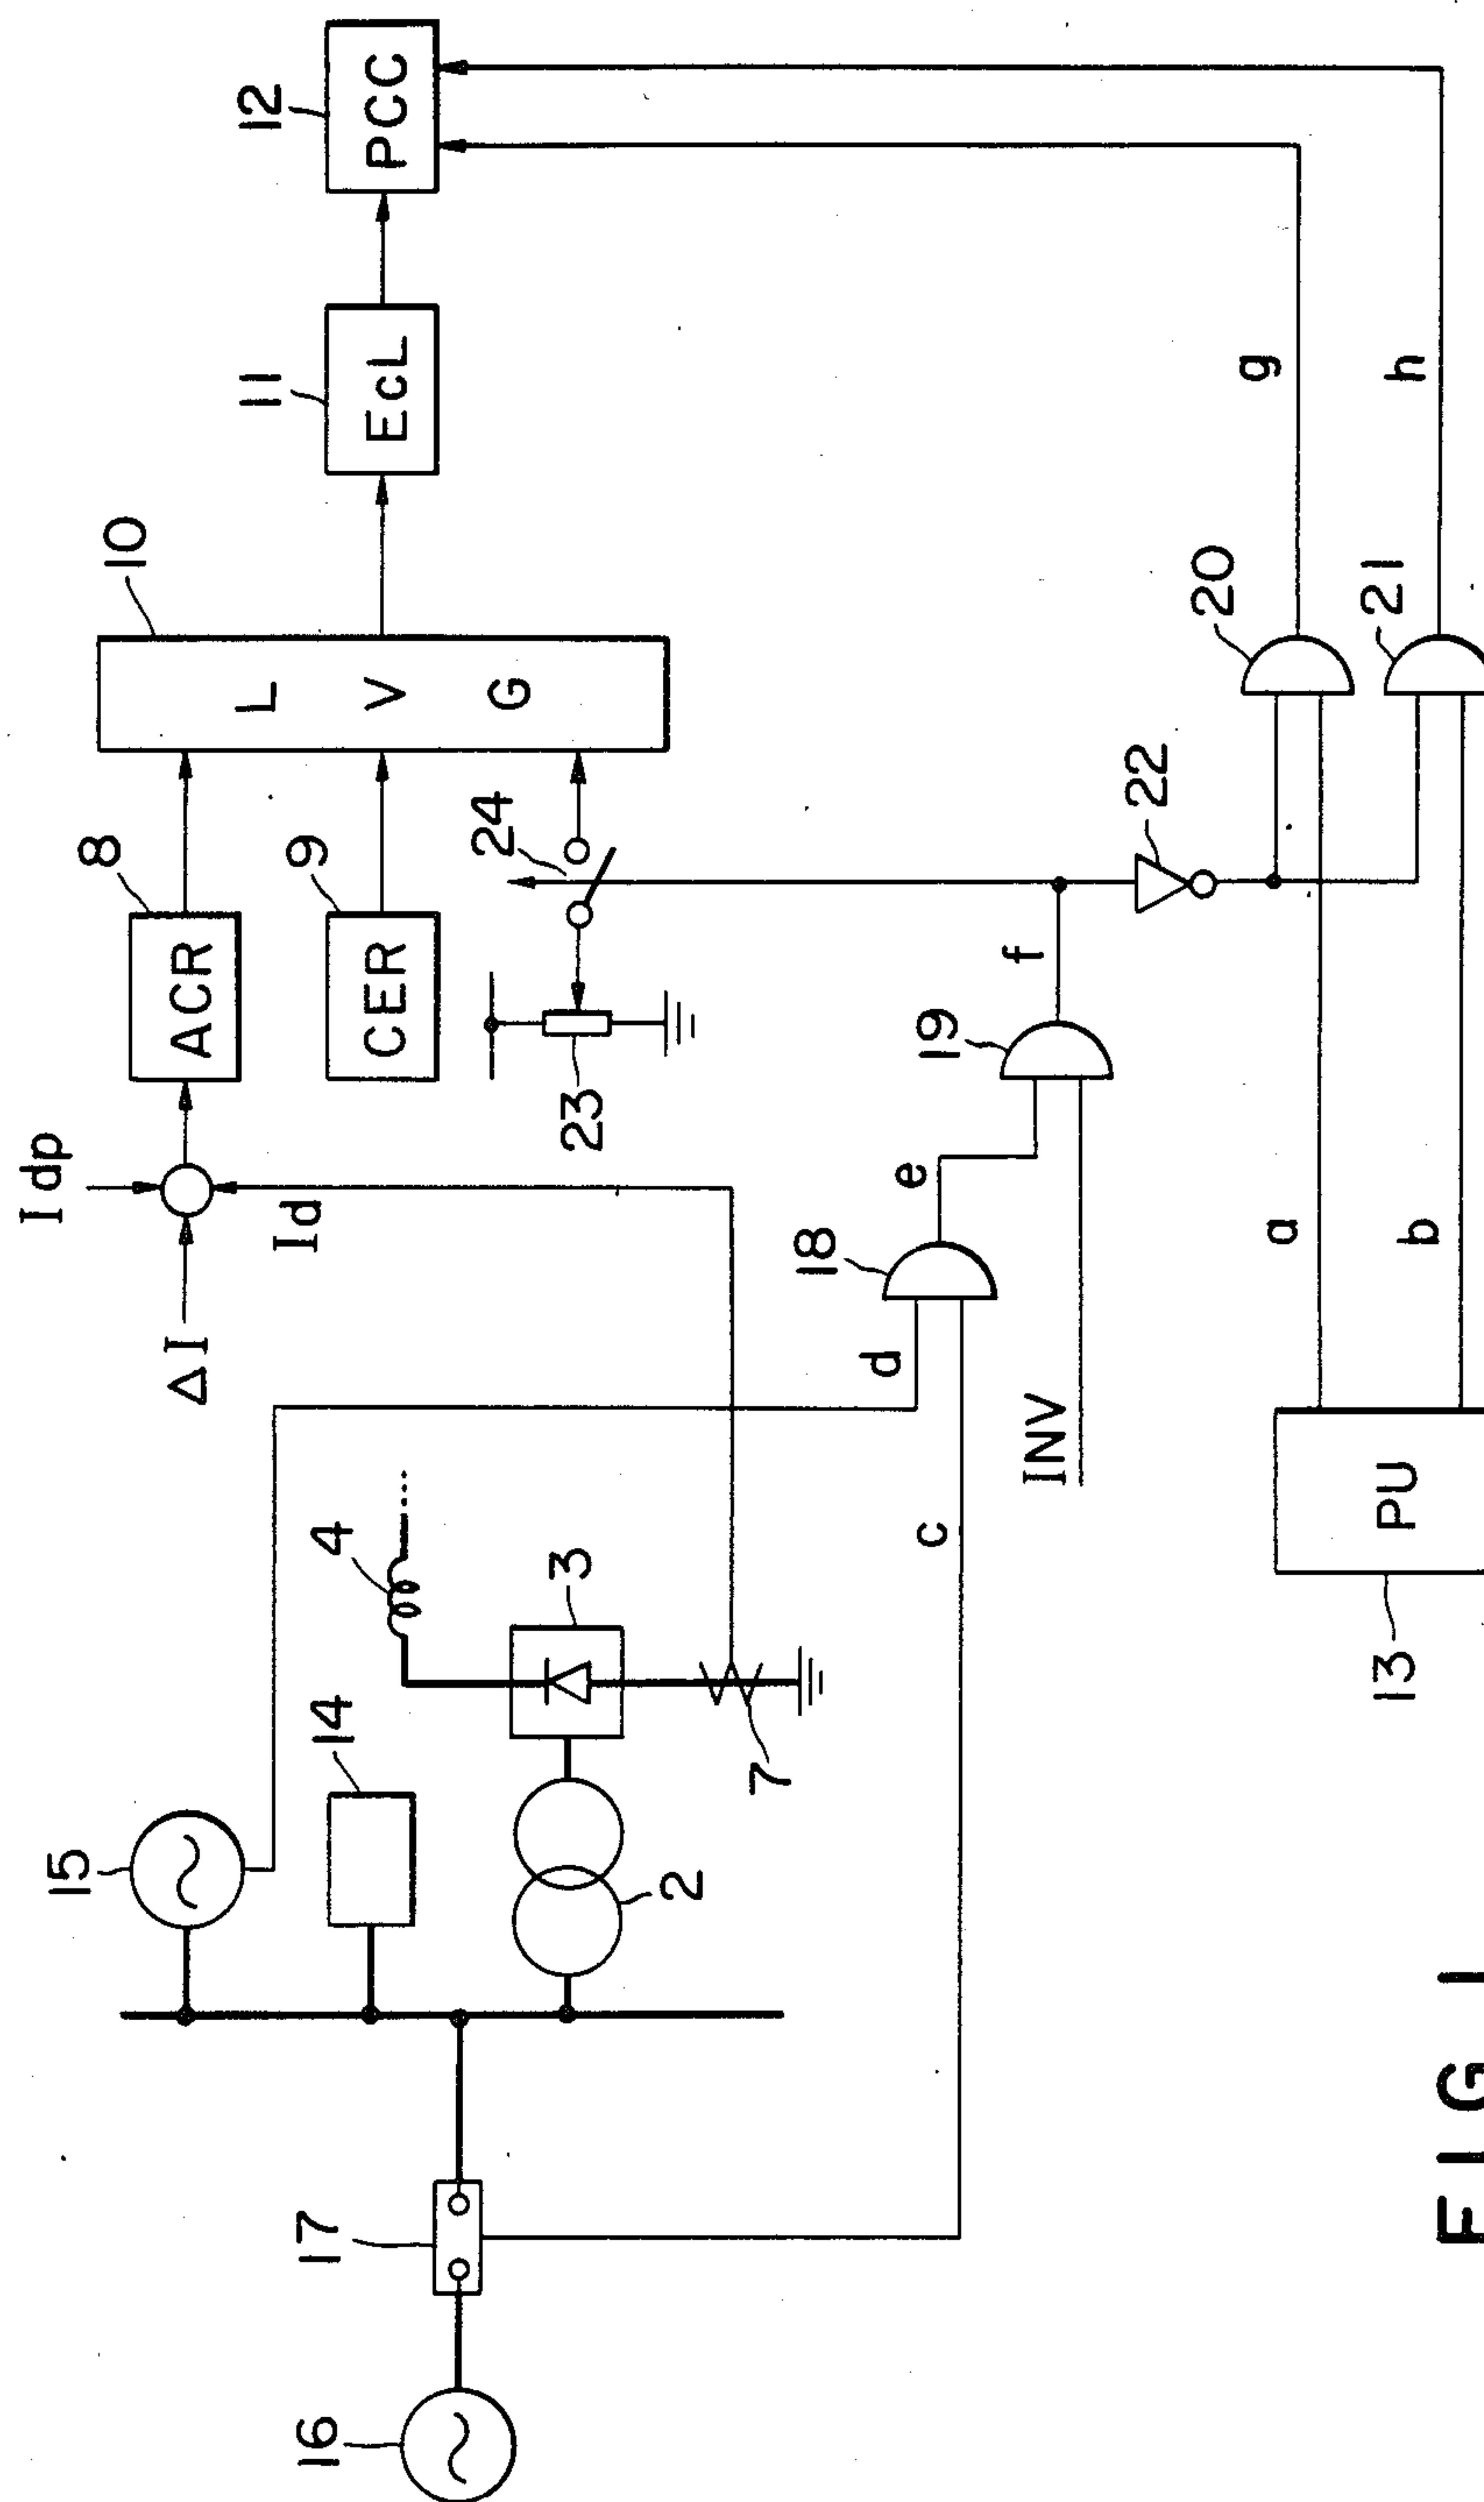 12
PCC
11
EcL
10
L V G
8
ACR
9
CER
24
23
Idp
Id
ΔI
22
20
21
g
h
f
19
e
18
d
c
INV
a
b
PU
13
4
3
14
15
7
2
17
16
FIG 1